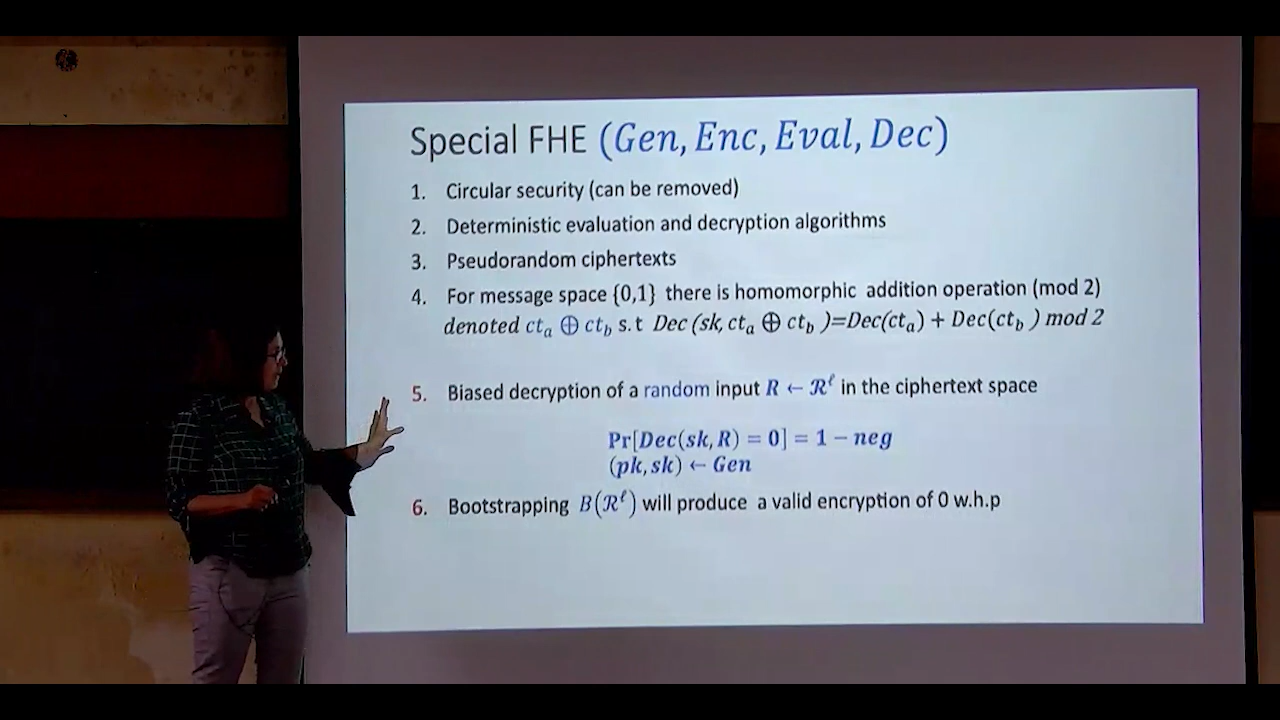 Special FHE (Gen, Enc, Eval, Dec)
1. Circular security (can be removed)
2. Deterministic evaluation and decryption algorithms
3. Pseudorandom ciphertexts
4. For message space {0,1} there is homomorphic addition operation (mod 2)
denoted ctₐ ⊕ ct_b s.t Dec (sk, ctₐ ⊕ ct_b )=Dec(ctₐ) + Dec(ct_b ) mod 2
5. Biased decryption of a random input R ← ℛ^ℓ in the ciphertext space
Pr[Dec(sk, R) = 0] = 1 − neg
(pk, sk) ← Gen
6. Bootstrapping B(ℛ^ℓ) will produce a valid encryption of 0 w.h.p